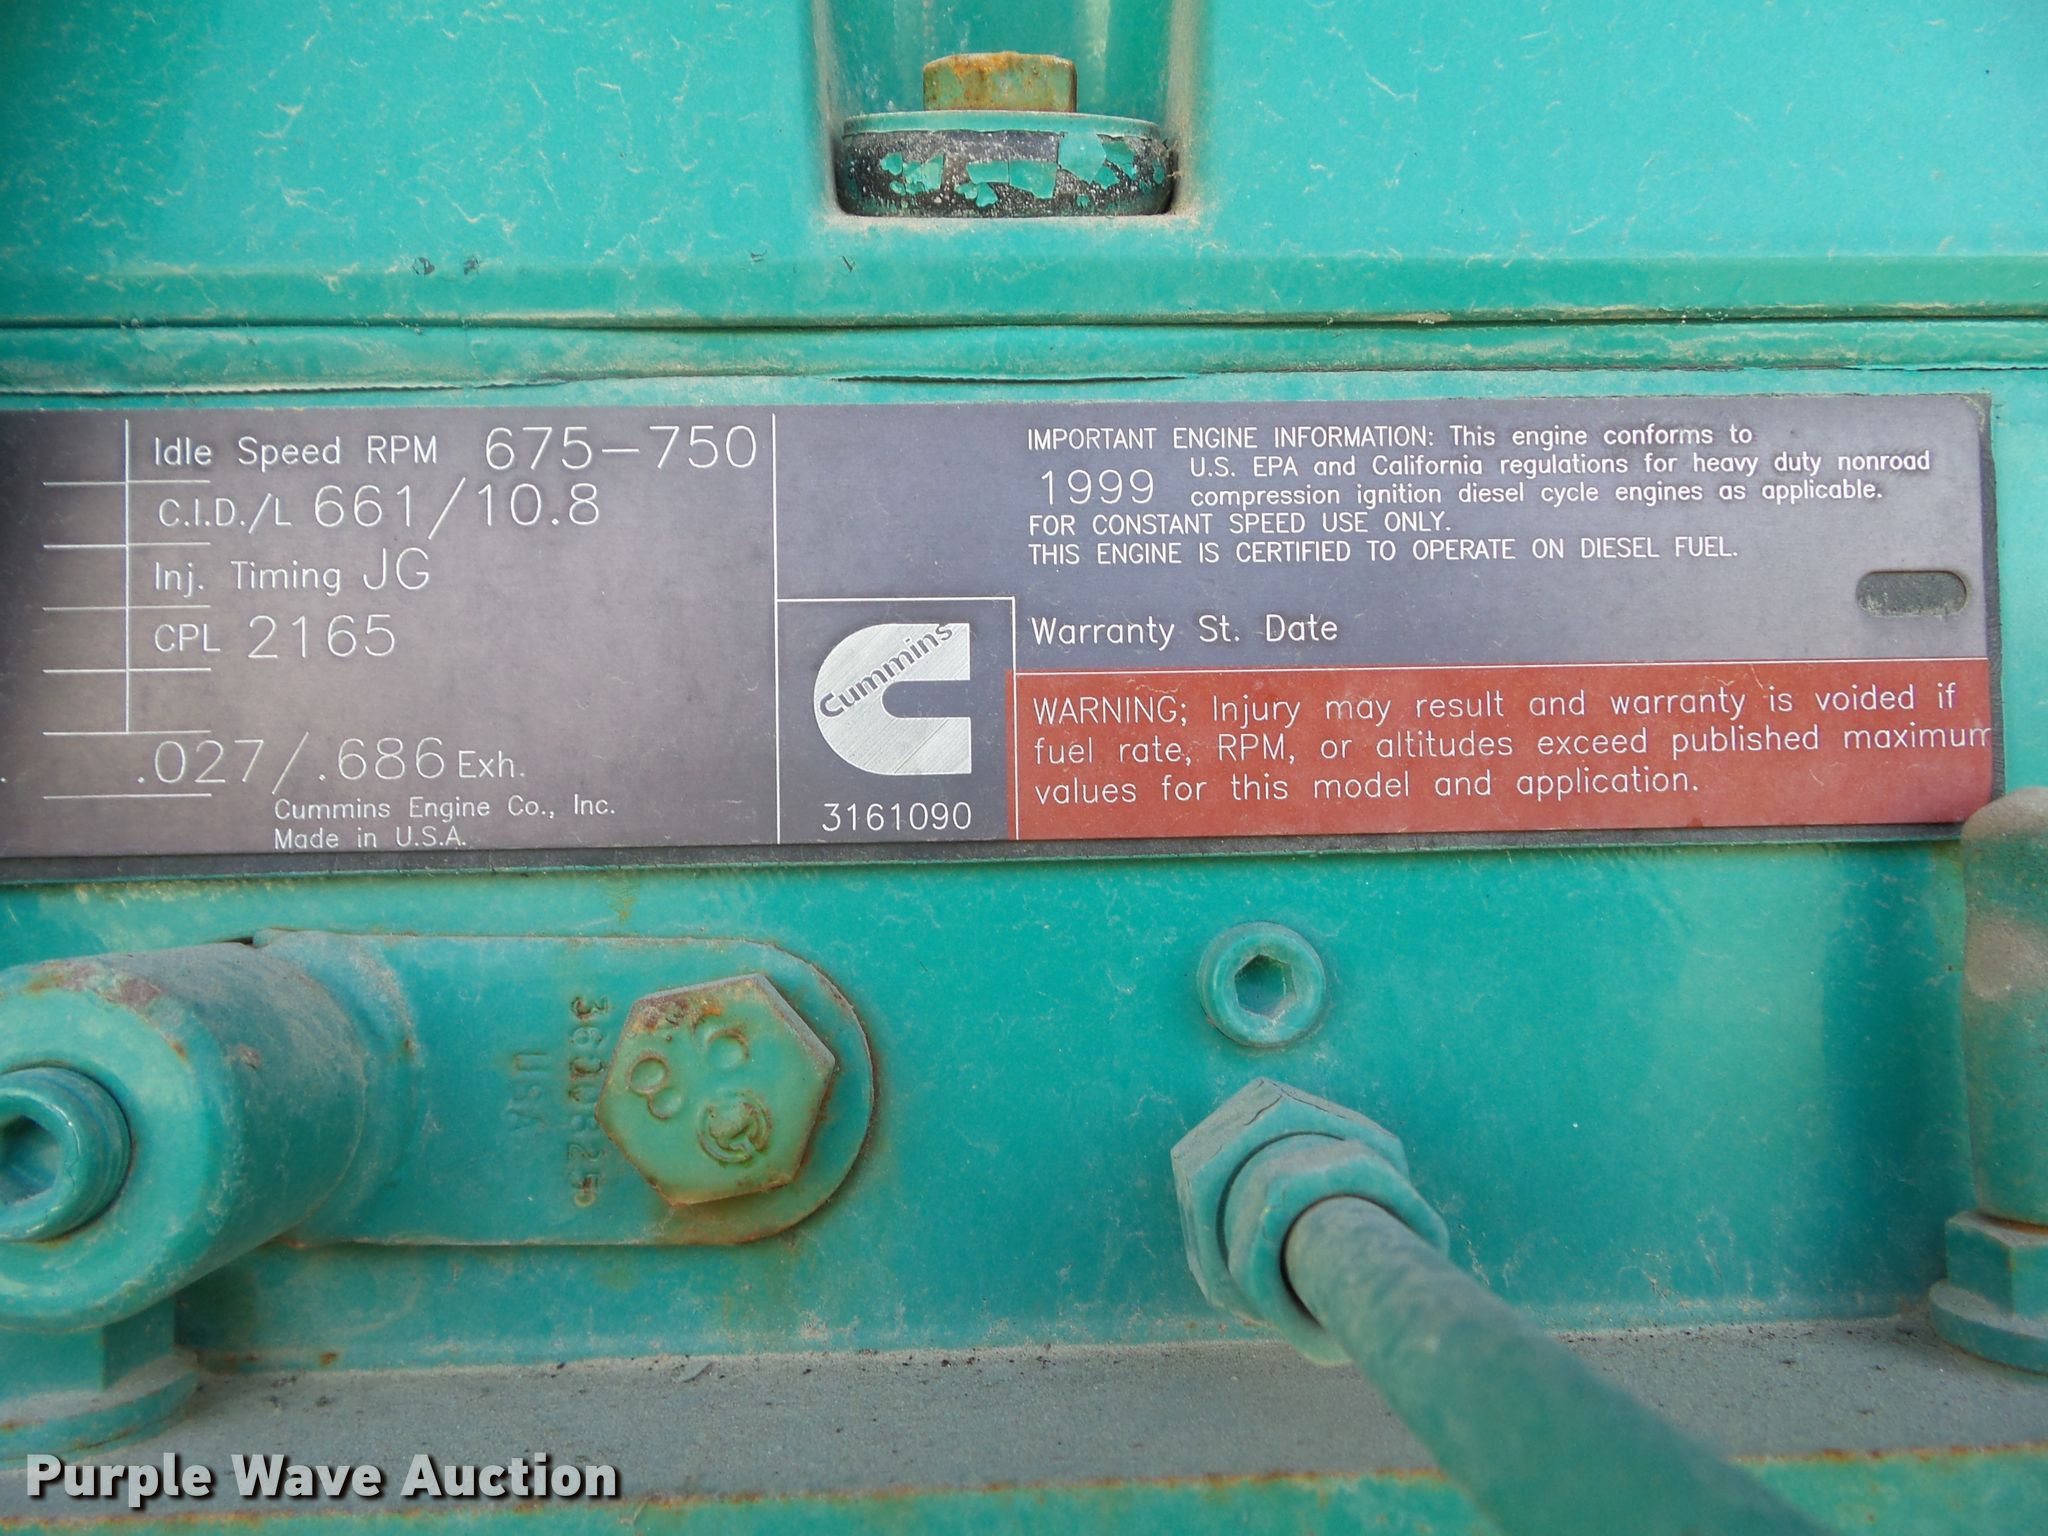 Idle Speed RPM 675-750
C.I.D./L 661/10.8
Inj. Timing JG
CPL 2165
.027/.686 Exh.
Cummins Engine Co., Inc.
Made in U.S.A.
Cummins
3161090
IMPORTANT ENGINE INFORMATION: This engine conforms to
1999 U.S. EPA and California regulations for heavy duty nonroad
compression ignition diesel cycle engines as applicable.
FOR CONSTANT SPEED USE ONLY.
THIS ENGINE IS CERTIFIED TO OPERATE ON DIESEL FUEL.
Warranty St. Date
WARNING; Injury may result and warranty is voided if
fuel rate, RPM, or altitudes exceed published maximum
values for this model and application.
USA
Purple Wave Auction